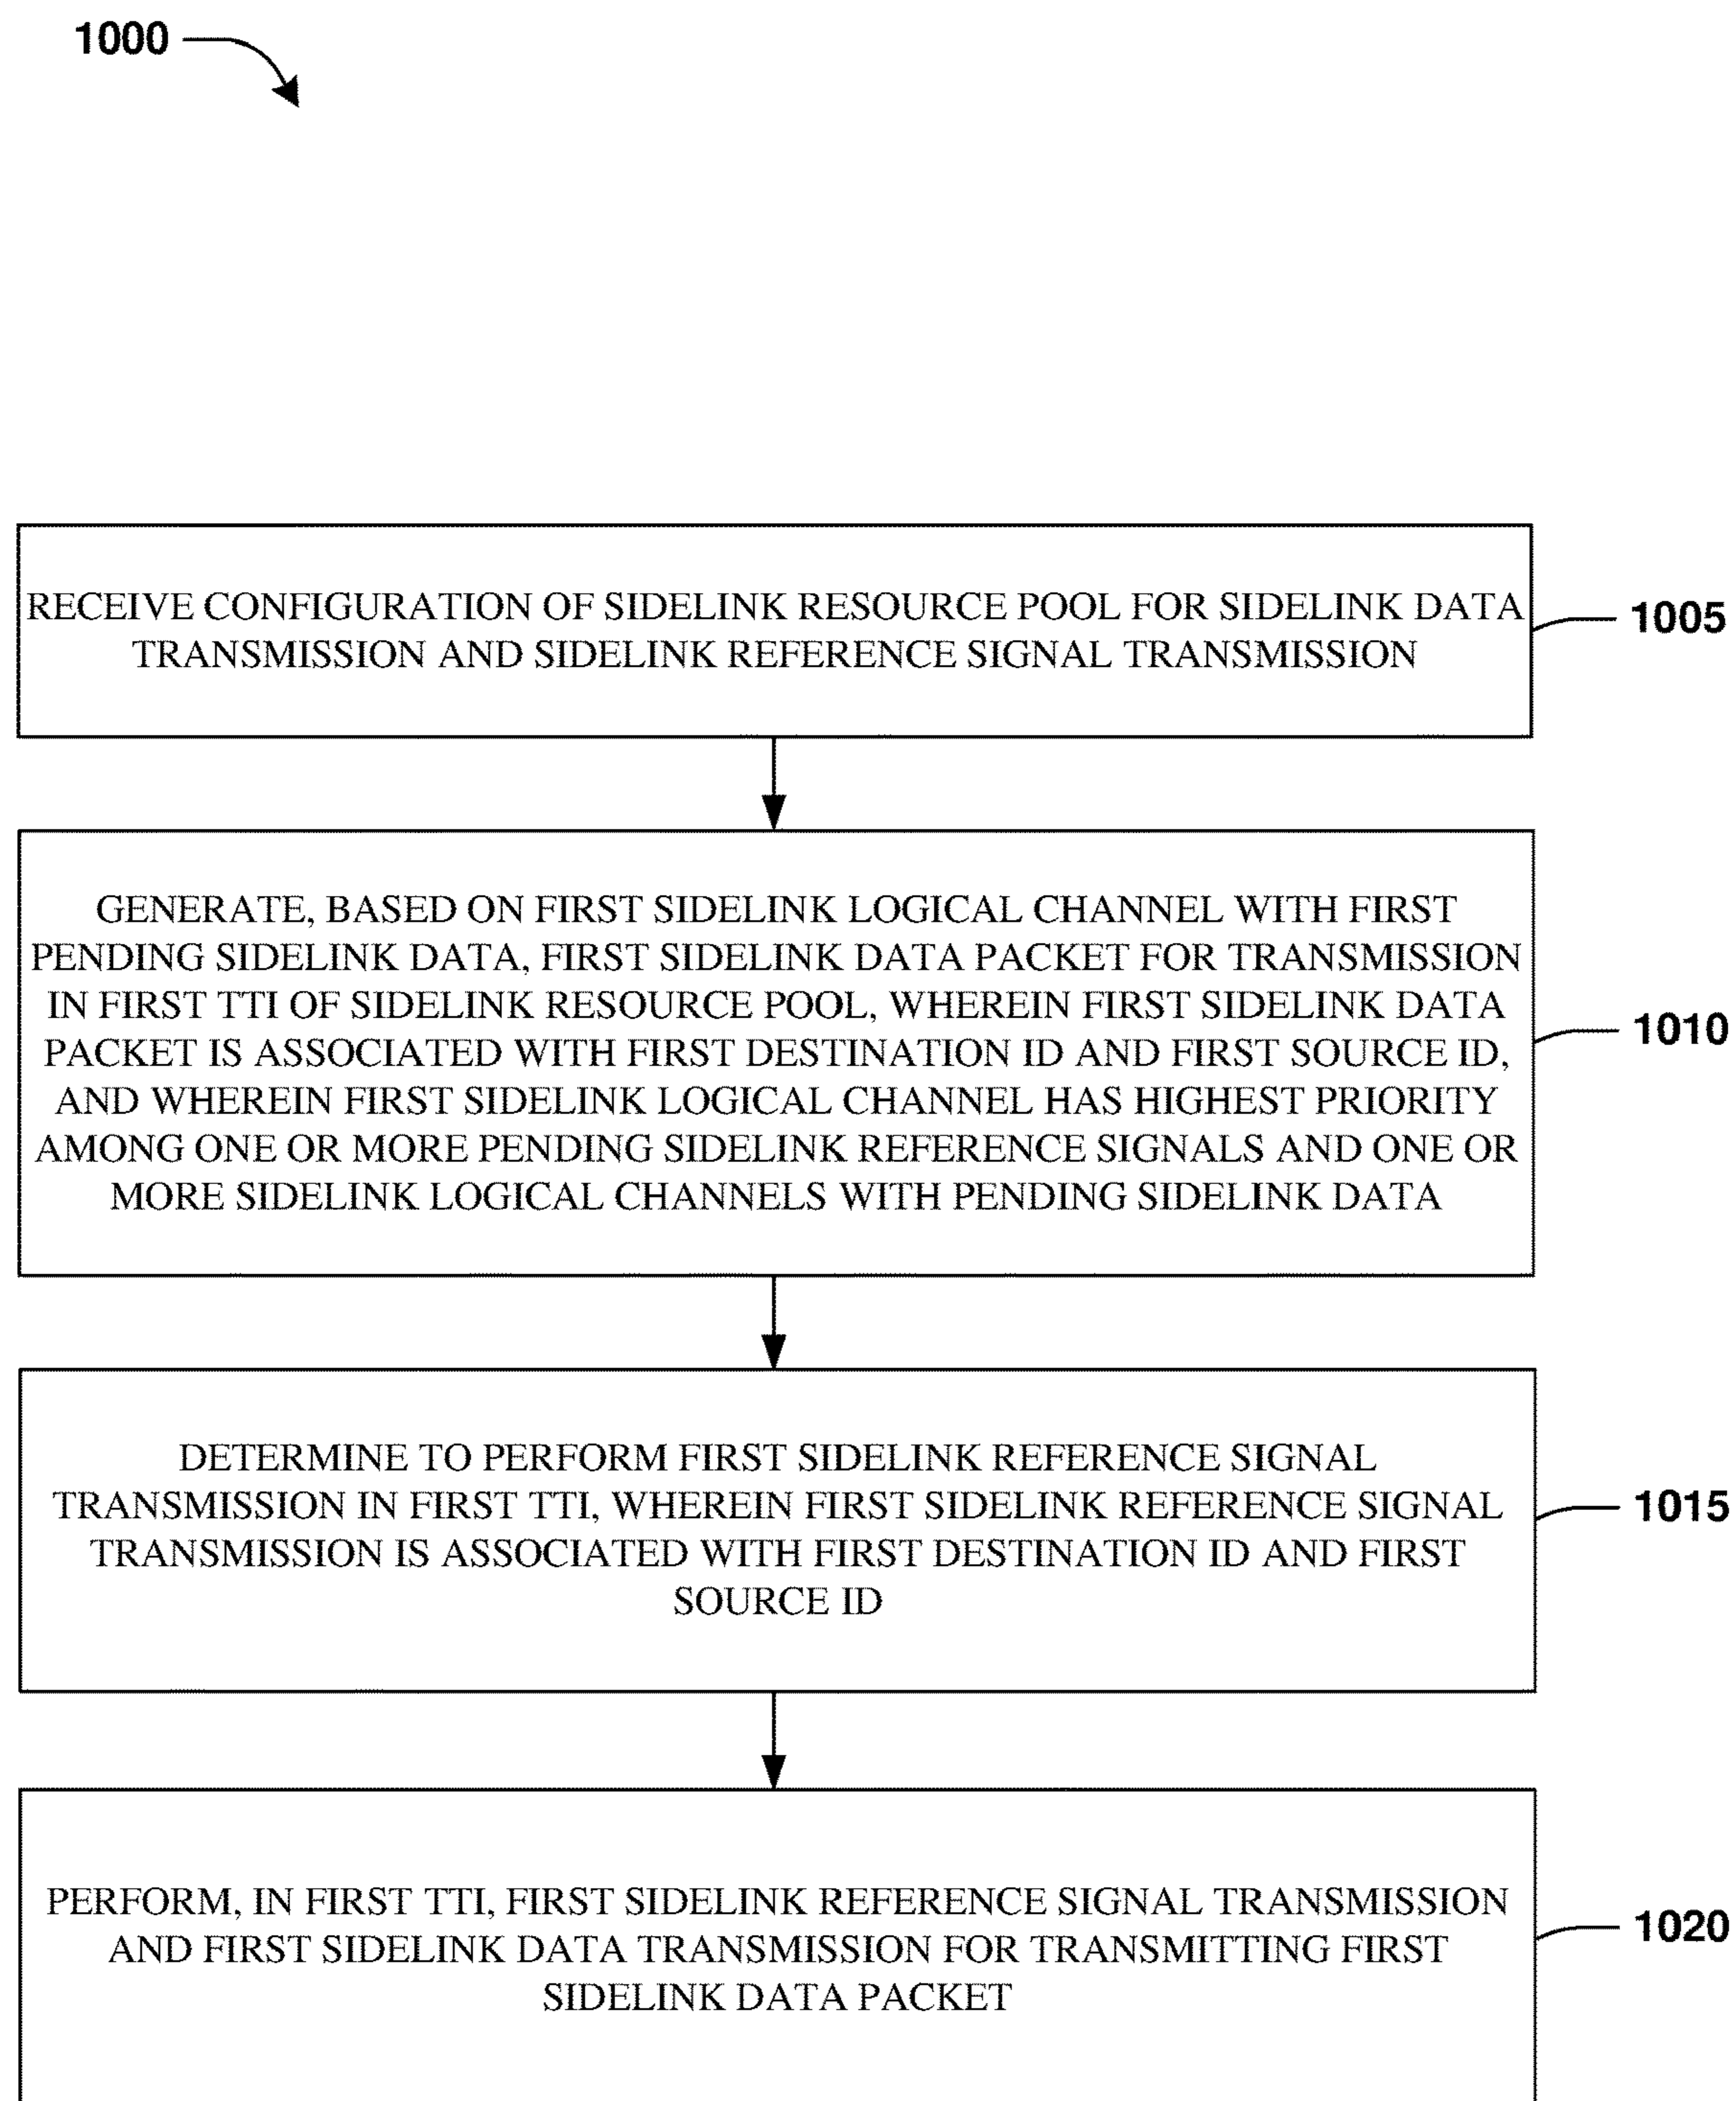 1000
RECEIVE CONFIGURATION OF SIDELINK RESOURCE POOL FOR SIDELINK DATA
TRANSMISSION AND SIDELINK REFERENCE SIGNAL TRANSMISSION
1005
GENERATE, BASED ON FIRST SIDELINK LOGICAL CHANNEL WITH FIRST
PENDING SIDELINK DATA, FIRST SIDELINK DATA PACKET FOR TRANSMISSION
IN FIRST TTI OF SIDELINK RESOURCE POOL, WHEREIN FIRST SIDELINK DATA
PACKET IS ASSOCIATED WITH FIRST DESTINATION ID AND FIRST SOURCE ID,
AND WHEREIN FIRST SIDELINK LOGICAL CHANNEL HAS HIGHEST PRIORITY
AMONG ONE OR MORE PENDING SIDELINK REFERENCE SIGNALS AND ONE OR
MORE SIDELINK LOGICAL CHANNELS WITH PENDING SIDELINK DATA
1010
DETERMINE TO PERFORM FIRST SIDELINK REFERENCE SIGNAL
TRANSMISSION IN FIRST TTI, WHEREIN FIRST SIDELINK REFERENCE SIGNAL
TRANSMISSION IS ASSOCIATED WITH FIRST DESTINATION ID AND FIRST
SOURCE ID
1015
PERFORM, IN FIRST TTI, FIRST SIDELINK REFERENCE SIGNAL TRANSMISSION
AND FIRST SIDELINK DATA TRANSMISSION FOR TRANSMITTING FIRST
SIDELINK DATA PACKET
1020